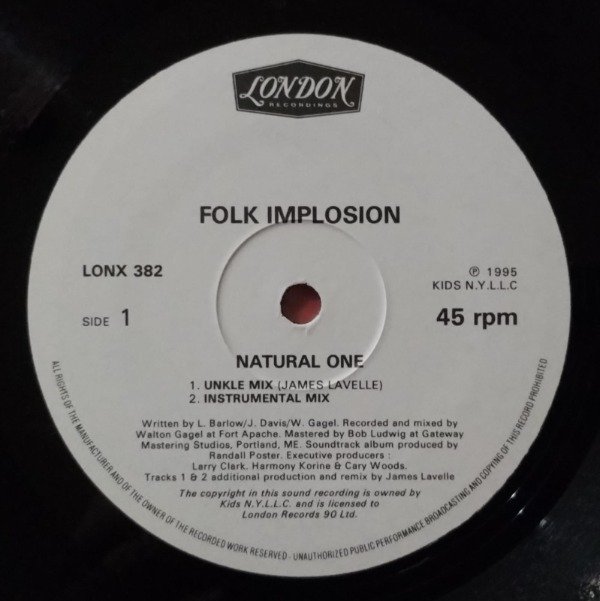 LONDON
RECORDINGS
FOLK IMPLOSION
LONX 382
℗ 1995
KIDS N.Y.L.L.C
SIDE 1
45 rpm
NATURAL ONE
1. UNKLE MIX (JAMES LAVELLE)
2. INSTRUMENTAL MIX
Written by L. Barlow/J. Davis/W. Gagel. Recorded and mixed by
Walton Gagel at Fort Apache. Mastered by Bob Ludwig at Gateway
Mastering Studios, Portland, ME. Soundtrack album produced by
Randall Poster. Executive producers :
Larry Clark, Harmony Korine & Cary Woods.
Tracks 1 & 2 additional production and remix by James Lavelle
The copyright in this sound recording is owned by
Kids N.Y.L.L.C. and is licensed to
London Records 90 Ltd.
ALL RIGHTS OF THE MANUFACTURER AND OF THE OWNER OF THE RECORDED WORK RESERVED - UNAUTHORIZED PUBLIC PERFORMANCE BROADCASTING AND COPYING OF THIS RECORD PROHIBITED